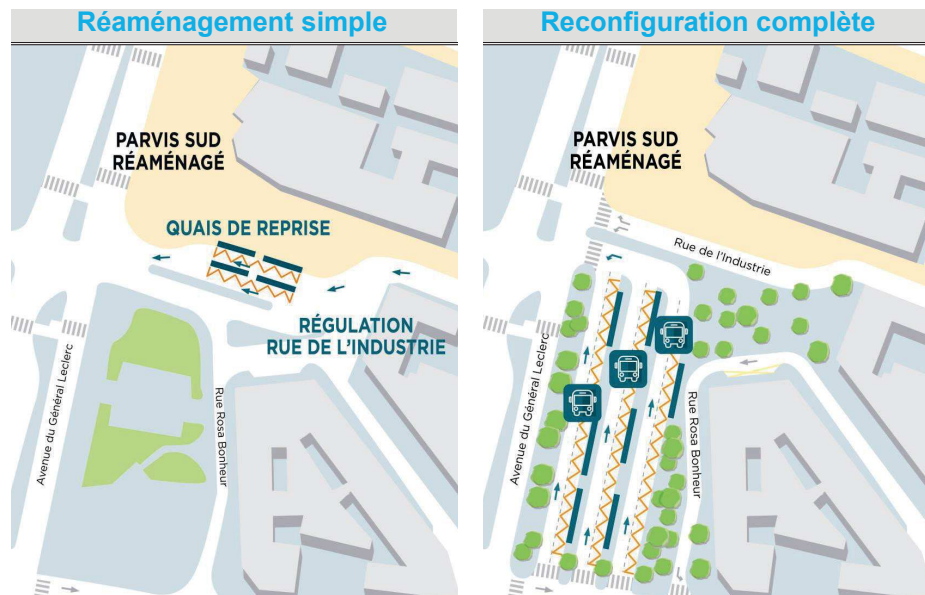 Réaménagement simple
PARVIS SUD
RÉAMÉNAGÉ
QUAIS DE REPRISE
RÉGULATION
RUE DE L'INDUSTRIE
Avenue du Général Leclerc
Rue Rosa Bonheur
Reconfiguration complète
PARVIS SUD
RÉAMÉNAGÉ
Rue de l'Industrie
Avenue du Général Leclerc
Rue Rosa Bonheur